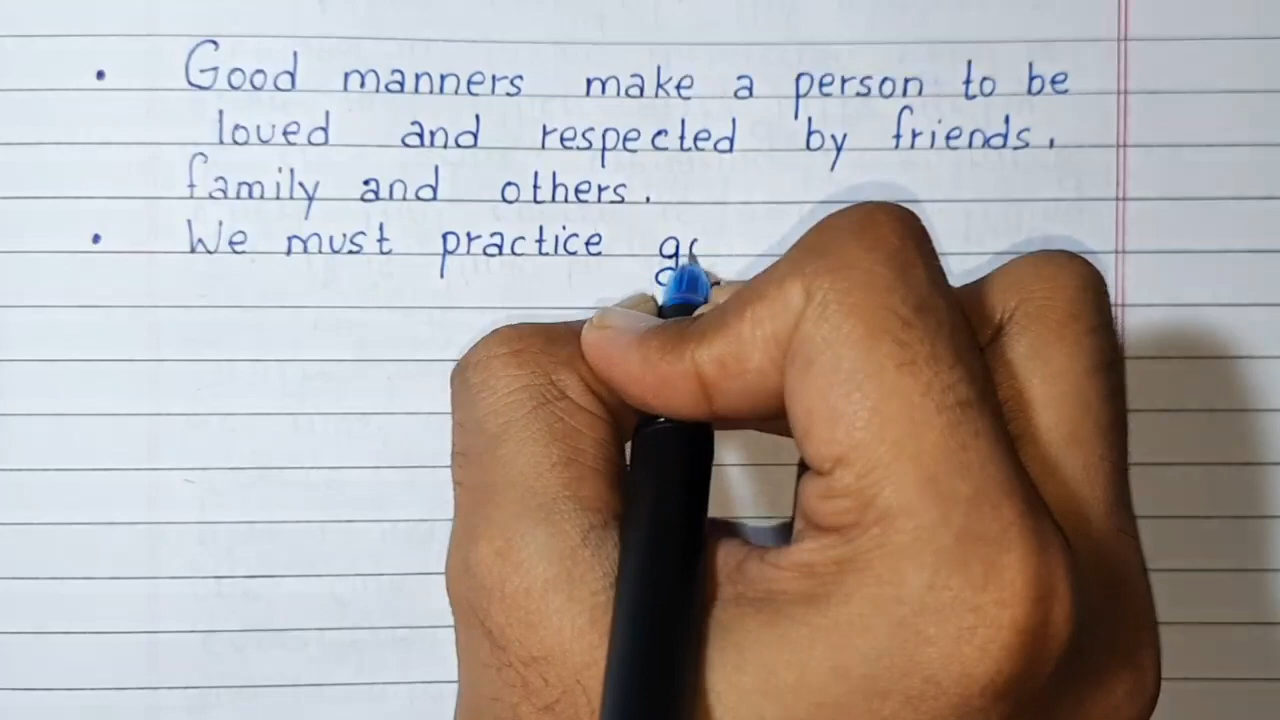 • Good manners make a person to be
loved and respected by friends,
family and others.
• We must practice